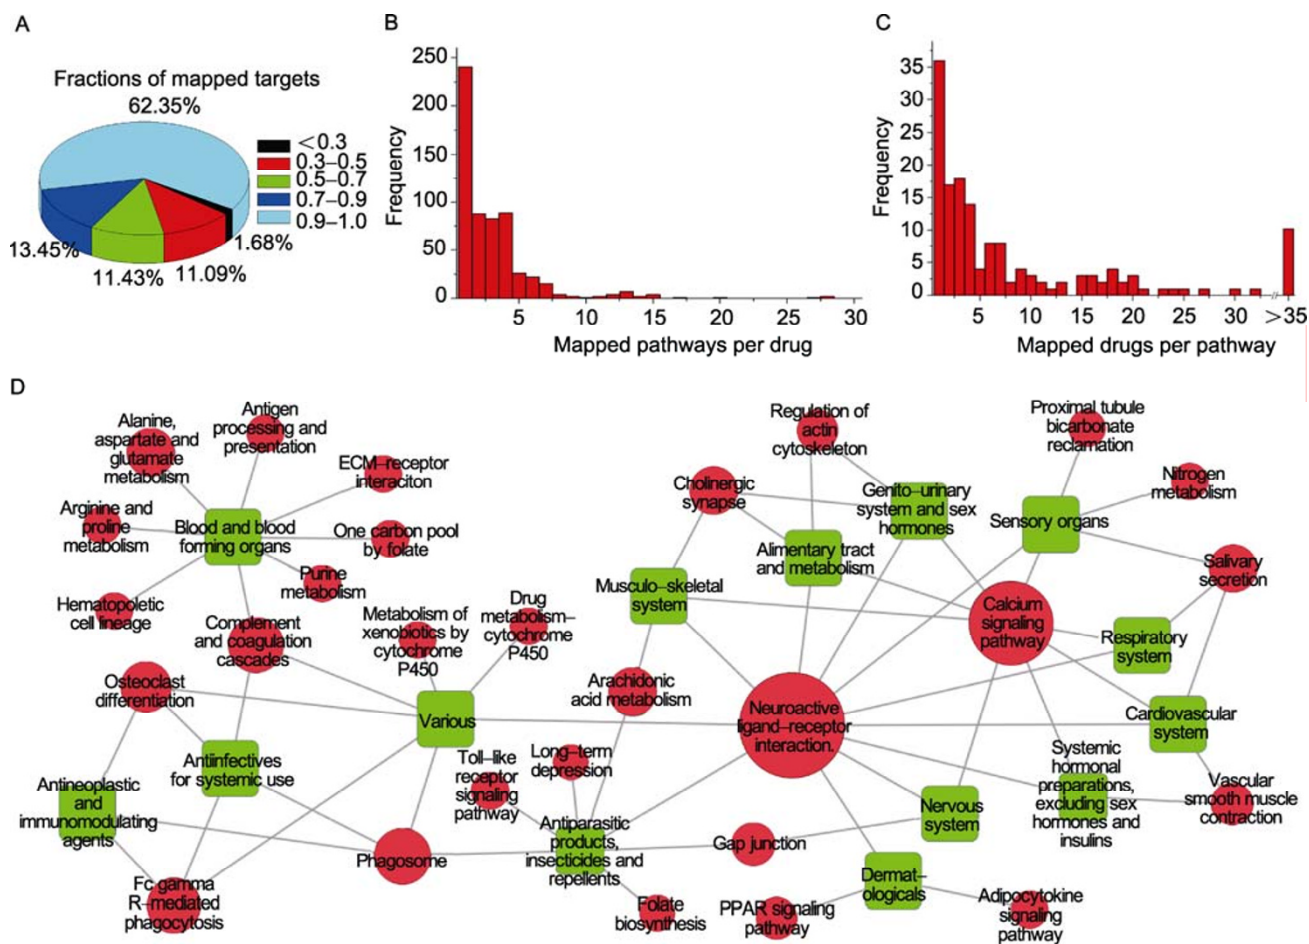 A
Fractions of mapped targets
62.35%
<0.3
0.3–0.5
0.5–0.7
0.7–0.9
0.9–1.0
13.45%
11.43%
11.09%
1.68%
B
Frequency
250
200
150
100
50
0
5
10
15
20
25
30
Mapped pathways per drug
C
Frequency
35
30
25
20
15
10
5
0
5
10
15
20
25
30
>35
Mapped drugs per pathway
D
Alanine,
aspartate and
glutamate
metabolism
Antigen
processing and
presentation
ECM–receptor
interaciton
Arginine and
proline
metabolism
Blood and blood
forming organs
One carbon pool
by folate
Purine
metabolism
Hematopoletic
cell lineage
Complement
and coagulation
cascades
Metabolism of
xenobiotics by
cytochrome
P450
Drug
metabolism–
cytochrome
P450
Osteoclast
differentiation
Various
Antiinfectives
for systemic use
Antineoplastic
and
immunomodulating
agents
Fc gamma
R–mediated
phagocytosis
Phagosome
Toll–like
receptor
signaling
pathway
Long–term
depression
Antiparasitic
products,
insecticides and
repellents
Folate
biosynthesis
Arachidonic
acid metabolism
Musculo–skeletal
system
Cholinergic
synapse
Regulation of
actin
cytoskeleton
Alimentary tract
and metabolism
Genito–urinary
system and sex
hormones
Proximal tubule
bicarbonate
reclamation
Nitrogen
metabolism
Sensory organs
Salivary
secretion
Calcium
signaling
pathway
Respiratory
system
Neuroactive
ligand–receptor
interaction.
Cardiovascular
system
Systemic
hormonal
preparations,
excluding sex
hormones and
insulins
Vascular
smooth muscle
contraction
Nervous
system
Gap junction
Dermat–
ologicals
PPAR signaling
pathway
Adipocytokine
signaling
pathway